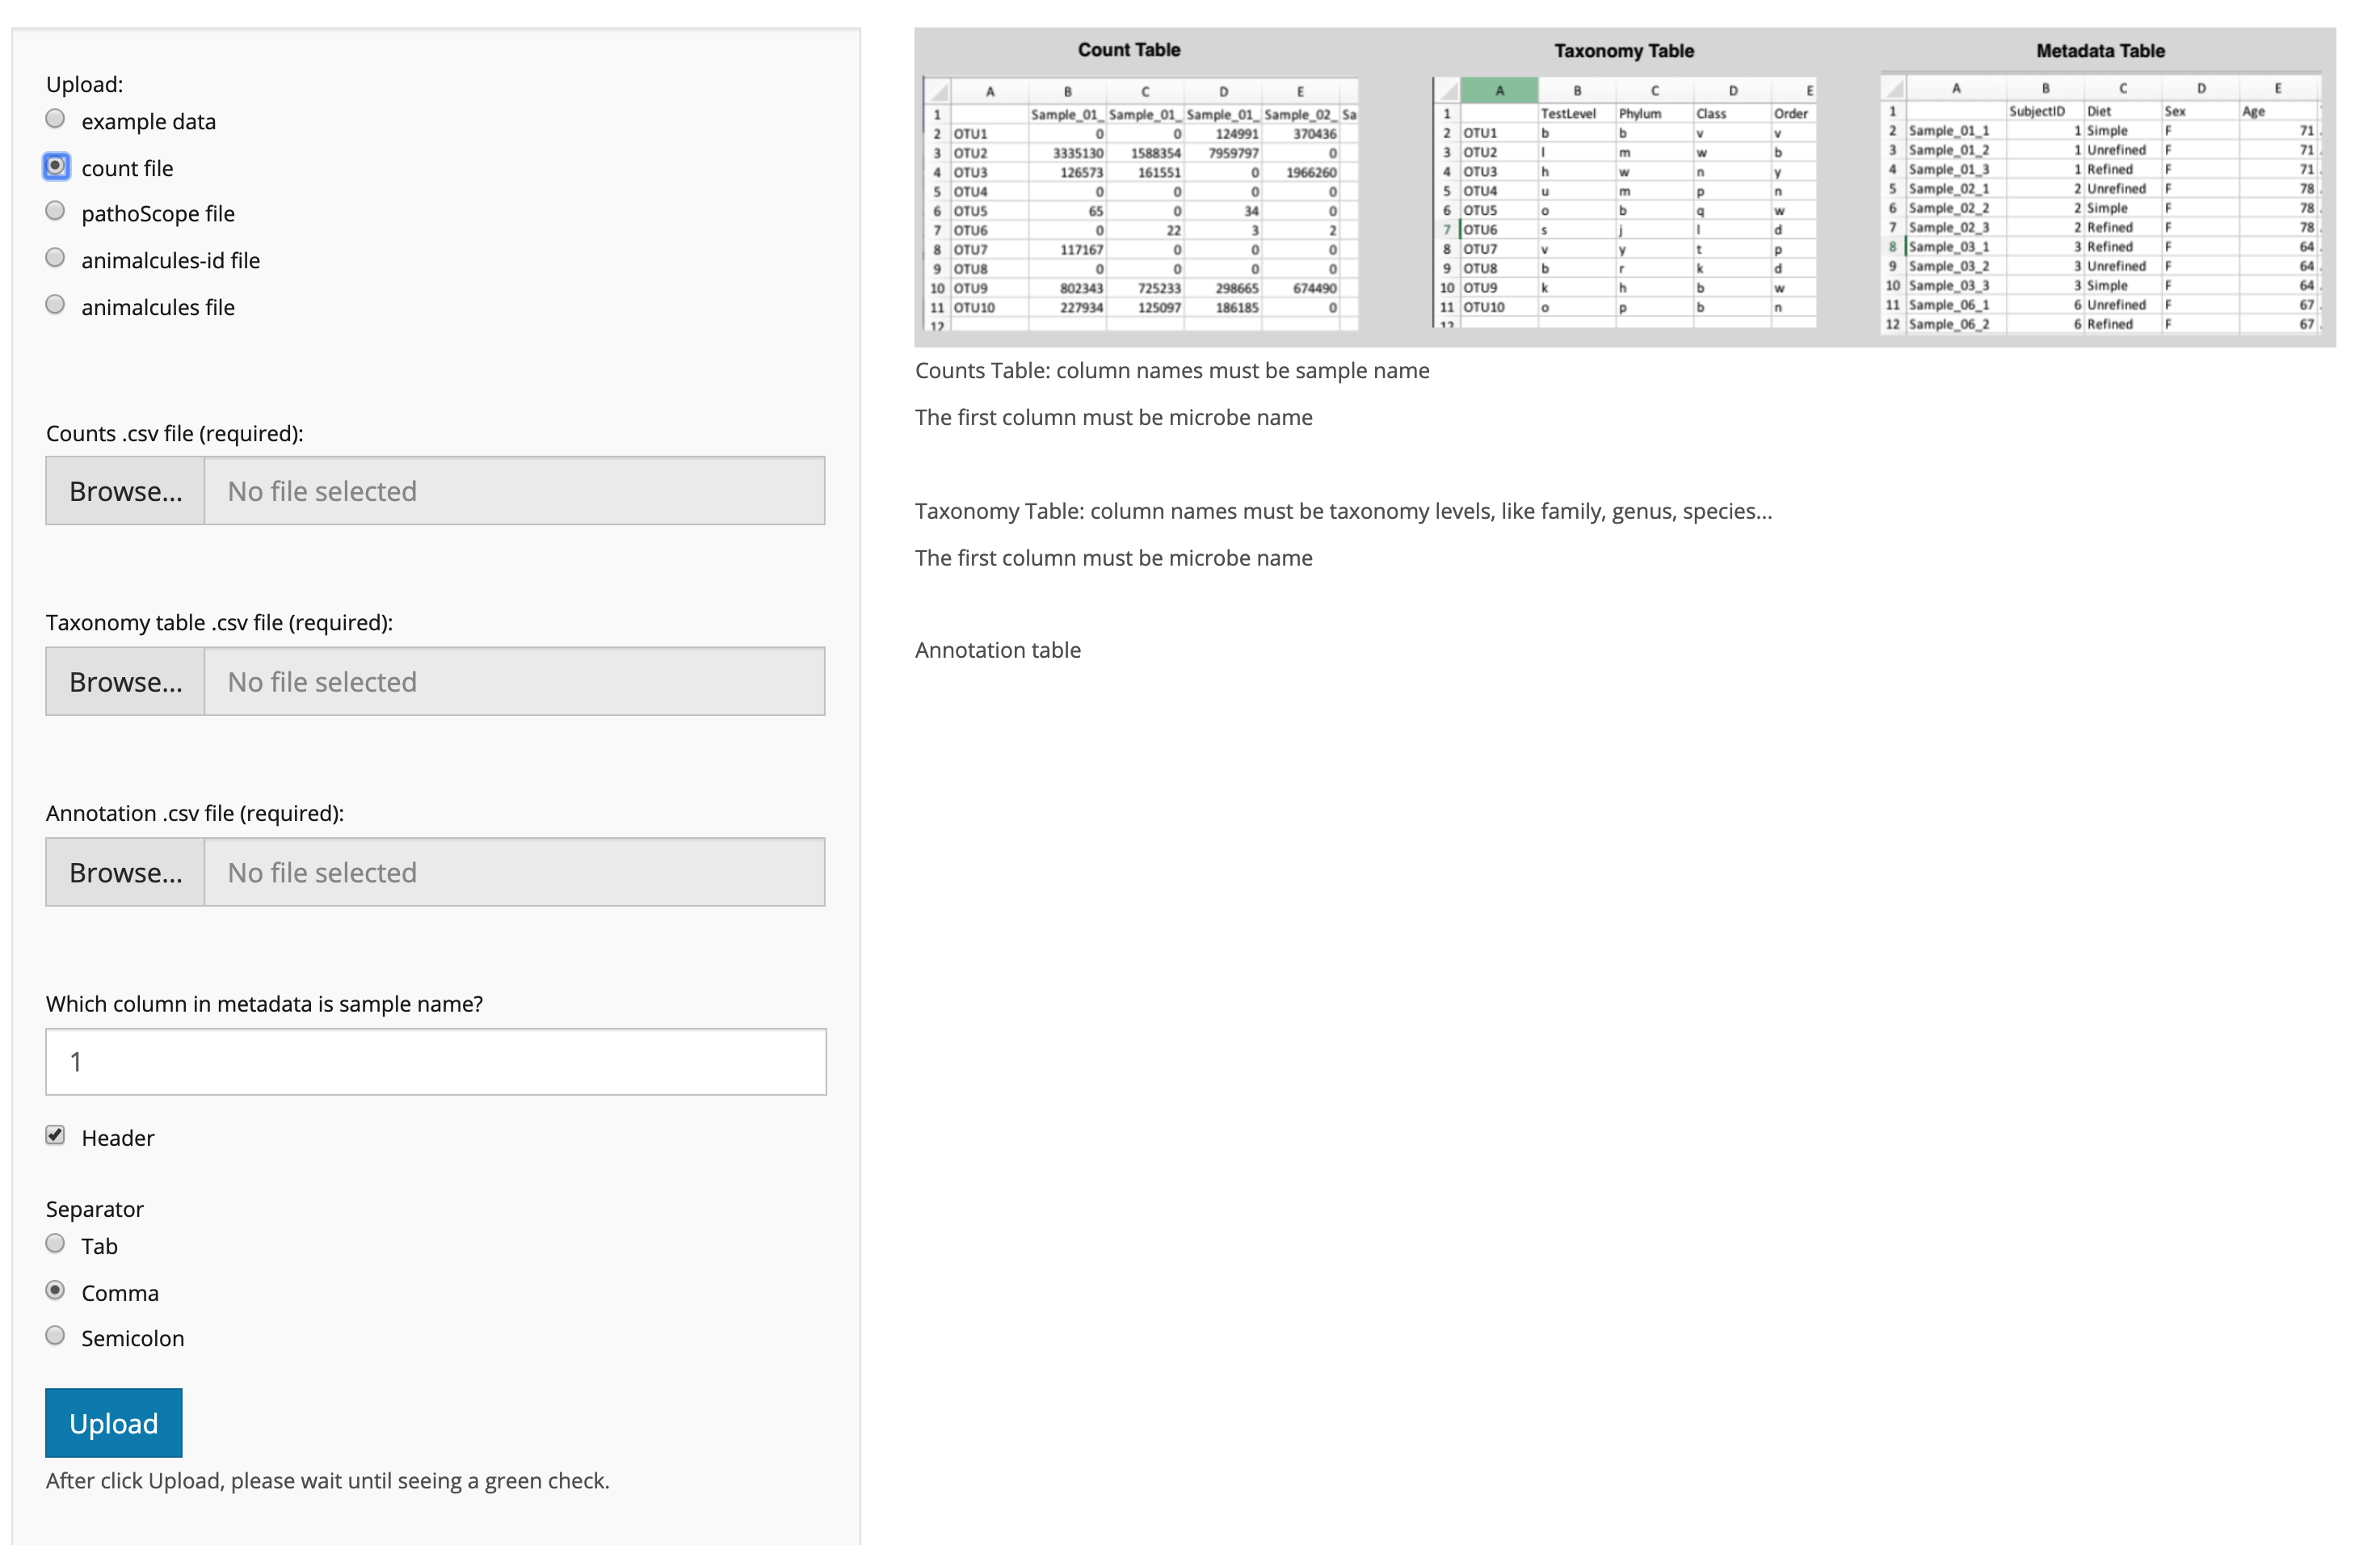 Upload:
example data
count file
pathoScope file
animalcules-id file
animalcules file
Counts .csv file (required):
Browse... No file selected
Taxonomy table .csv file (required):
Browse... No file selected
Annotation .csv file (required):
Browse... No file selected
Which column in metadata is sample name?
1
Header
Separator
Tab
Comma
Semicolon
Upload
After click Upload, please wait until seeing a green check.
Count Table
A B C D E
1 Sample_01_ Sample_01_ Sample_01_ Sample_02_ Sa
2 OTU1 0 0 124991 370436
3 OTU2 3335130 1588354 7959797 0
4 OTU3 126573 161551 0 1966260
5 OTU4 0 0 0 0
6 OTU5 65 0 34 0
7 OTU6 0 22 3 2
8 OTU7 117167 0 0 0
9 OTU8 0 0 0 0
10 OTU9 802343 725233 298665 674490
11 OTU10 227934 125097 186185 0
12
Taxonomy Table
A B C D E
1 TestLevel Phylum Class Order
2 OTU1 b b v v
3 OTU2 l m w b
4 OTU3 h w n y
5 OTU4 u m p n
6 OTU5 o b q w
7 OTU6 s j l d
8 OTU7 v y t p
9 OTU8 b r k d
10 OTU9 k h b w
11 OTU10 o p b n
12
Metadata Table
A B C D E
1 SubjectID Diet Sex Age
2 Sample_01_1 1 Simple F 71
3 Sample_01_2 1 Unrefined F 71
4 Sample_01_3 1 Refined F 71
5 Sample_02_1 2 Unrefined F 78
6 Sample_02_2 2 Simple F 78
7 Sample_02_3 2 Refined F 78
8 Sample_03_1 3 Refined F 64
9 Sample_03_2 3 Unrefined F 64
10 Sample_03_3 3 Simple F 64
11 Sample_06_1 6 Unrefined F 67
12 Sample_06_2 6 Refined F 67
Counts Table: column names must be sample name
The first column must be microbe name
Taxonomy Table: column names must be taxonomy levels, like family, genus, species...
The first column must be microbe name
Annotation table